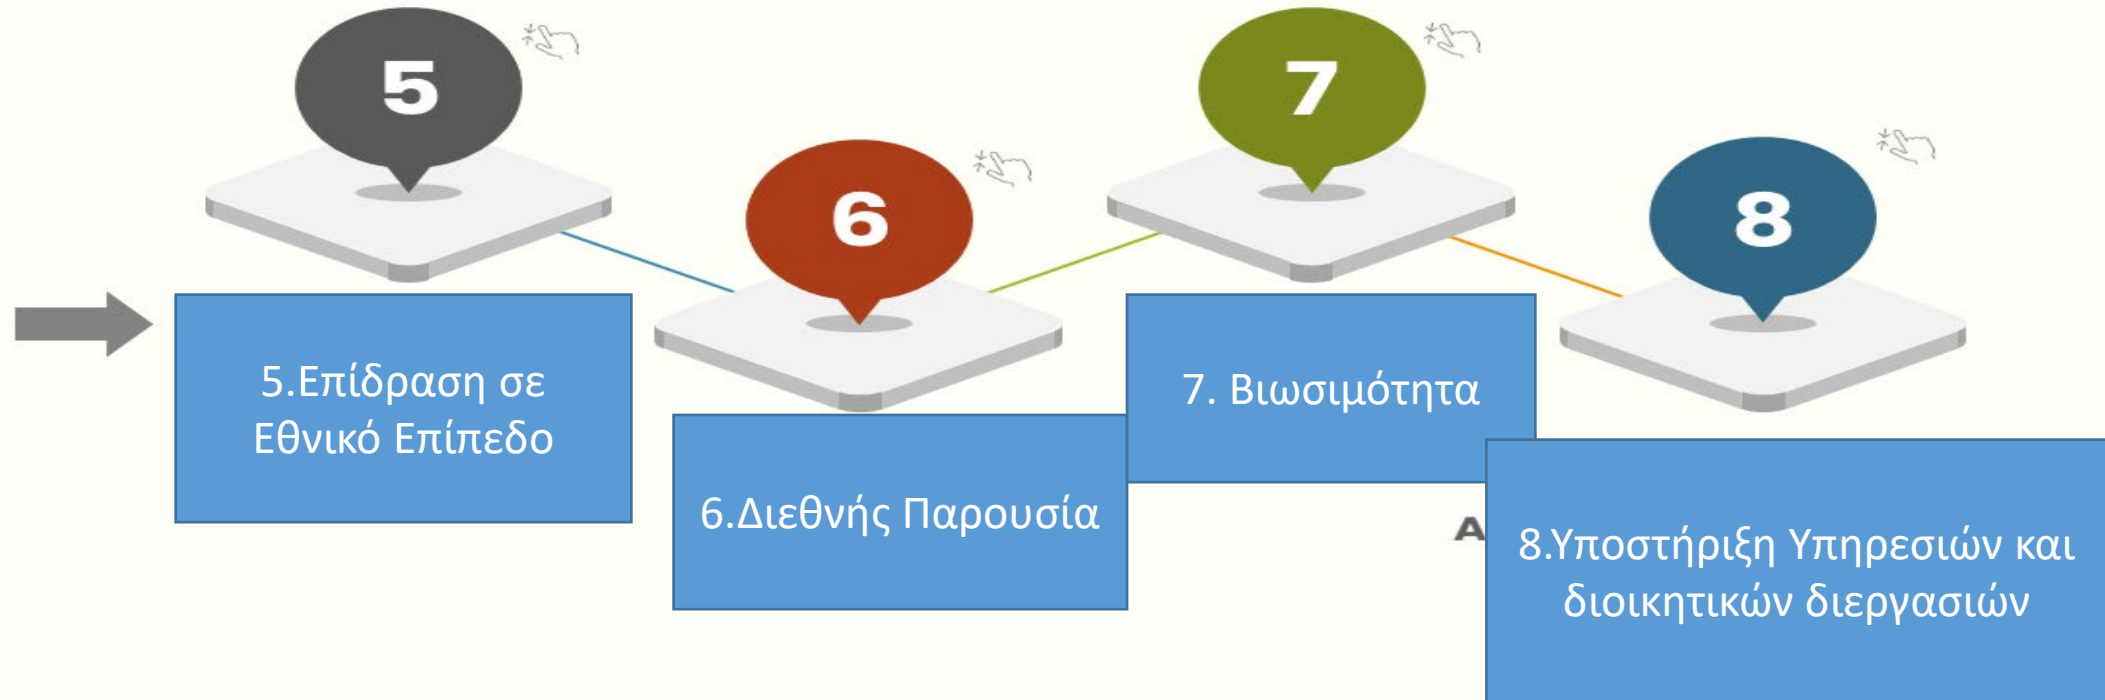 5
6
7
8
5.Επίδραση σε
Εθνικό Επίπεδο
6.Διεθνής Παρουσία
7. Βιωσιμότητα
8.Υποστήριξη Υπηρεσιών και
διοικητικών διεργασιών